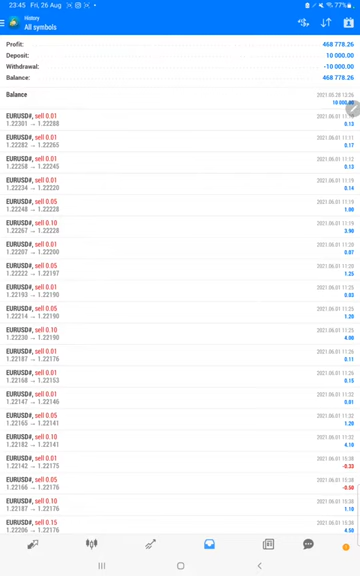 23:45 Fri, 26 Aug 77%
History
All symbols
Profit: 468 778.26
Deposit: 10 000.00
Withdrawal: -10 000.00
Balance: 468 778.26
Balance 2021.05.28 13:26
10 000.00
EURUSD#, sell 0.01 2021.06.01
1.22301 → 1.22288 0.13
EURUSD#, sell 0.01 2021.06.01 11:11
1.22282 → 1.22265 0.17
EURUSD#, sell 0.01 2021.06.01 11:12
1.22258 → 1.22245 0.13
EURUSD#, sell 0.01 2021.06.01 11:19
1.22234 → 1.22220 0.14
EURUSD#, sell 0.05 2021.06.01 11:19
1.22248 → 1.22228 1.00
EURUSD#, sell 0.10 2021.06.01 11:19
1.22267 → 1.22228 3.90
EURUSD#, sell 0.01 2021.06.01 11:20
1.22207 → 1.22200 0.07
EURUSD#, sell 0.05 2021.06.01 11:20
1.22222 → 1.22197 1.25
EURUSD#, sell 0.01 2021.06.01 11:25
1.22193 → 1.22190 0.03
EURUSD#, sell 0.05 2021.06.01 11:25
1.22214 → 1.22190 1.20
EURUSD#, sell 0.10 2021.06.01 11:25
1.22230 → 1.22190 4.00
EURUSD#, sell 0.01 2021.06.01 11:26
1.22187 → 1.22176 0.11
EURUSD#, sell 0.01 2021.06.01 11:26
1.22168 → 1.22153 0.15
EURUSD#, sell 0.01 2021.06.01 11:32
1.22147 → 1.22146 0.01
EURUSD#, sell 0.05 2021.06.01 11:32
1.22165 → 1.22141 1.20
EURUSD#, sell 0.10 2021.06.01 11:32
1.22182 → 1.22141 4.10
EURUSD#, sell 0.01 2021.06.01 15:38
1.22142 → 1.22175 -0.33
EURUSD#, sell 0.05 2021.06.01 15:38
1.22166 → 1.22176 -0.50
EURUSD#, sell 0.10 2021.06.01 15:38
1.22187 → 1.22176 1.10
EURUSD#, sell 0.15 2021.06.01 15:38
1.22206 → 1.22176 4.50